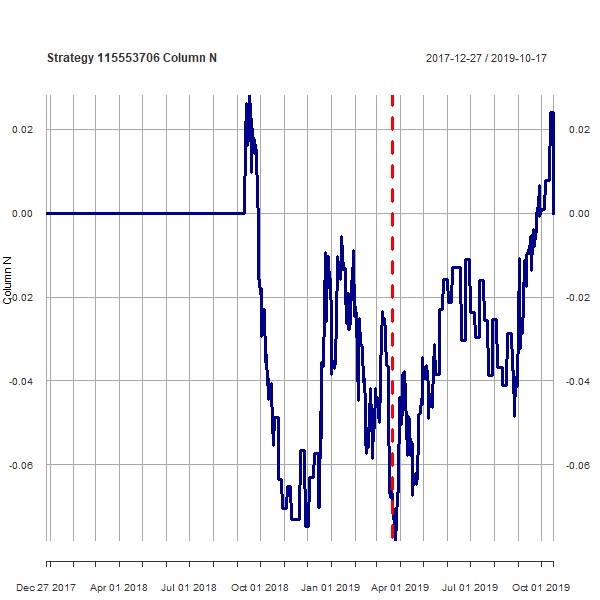 Strategy 115553706 Column N
2017-12-27 / 2019-10-17
0.02 0.02
0.00 0.00
Column N
-0.02 -0.02
-0.04 -0.04
-0.06 -0.06
Dec 27 2017 Apr 01 2018 Jul 01 2018 Oct 01 2018 Jan 01 2019 Apr 01 2019 Jul 01 2019 Oct 01 2019